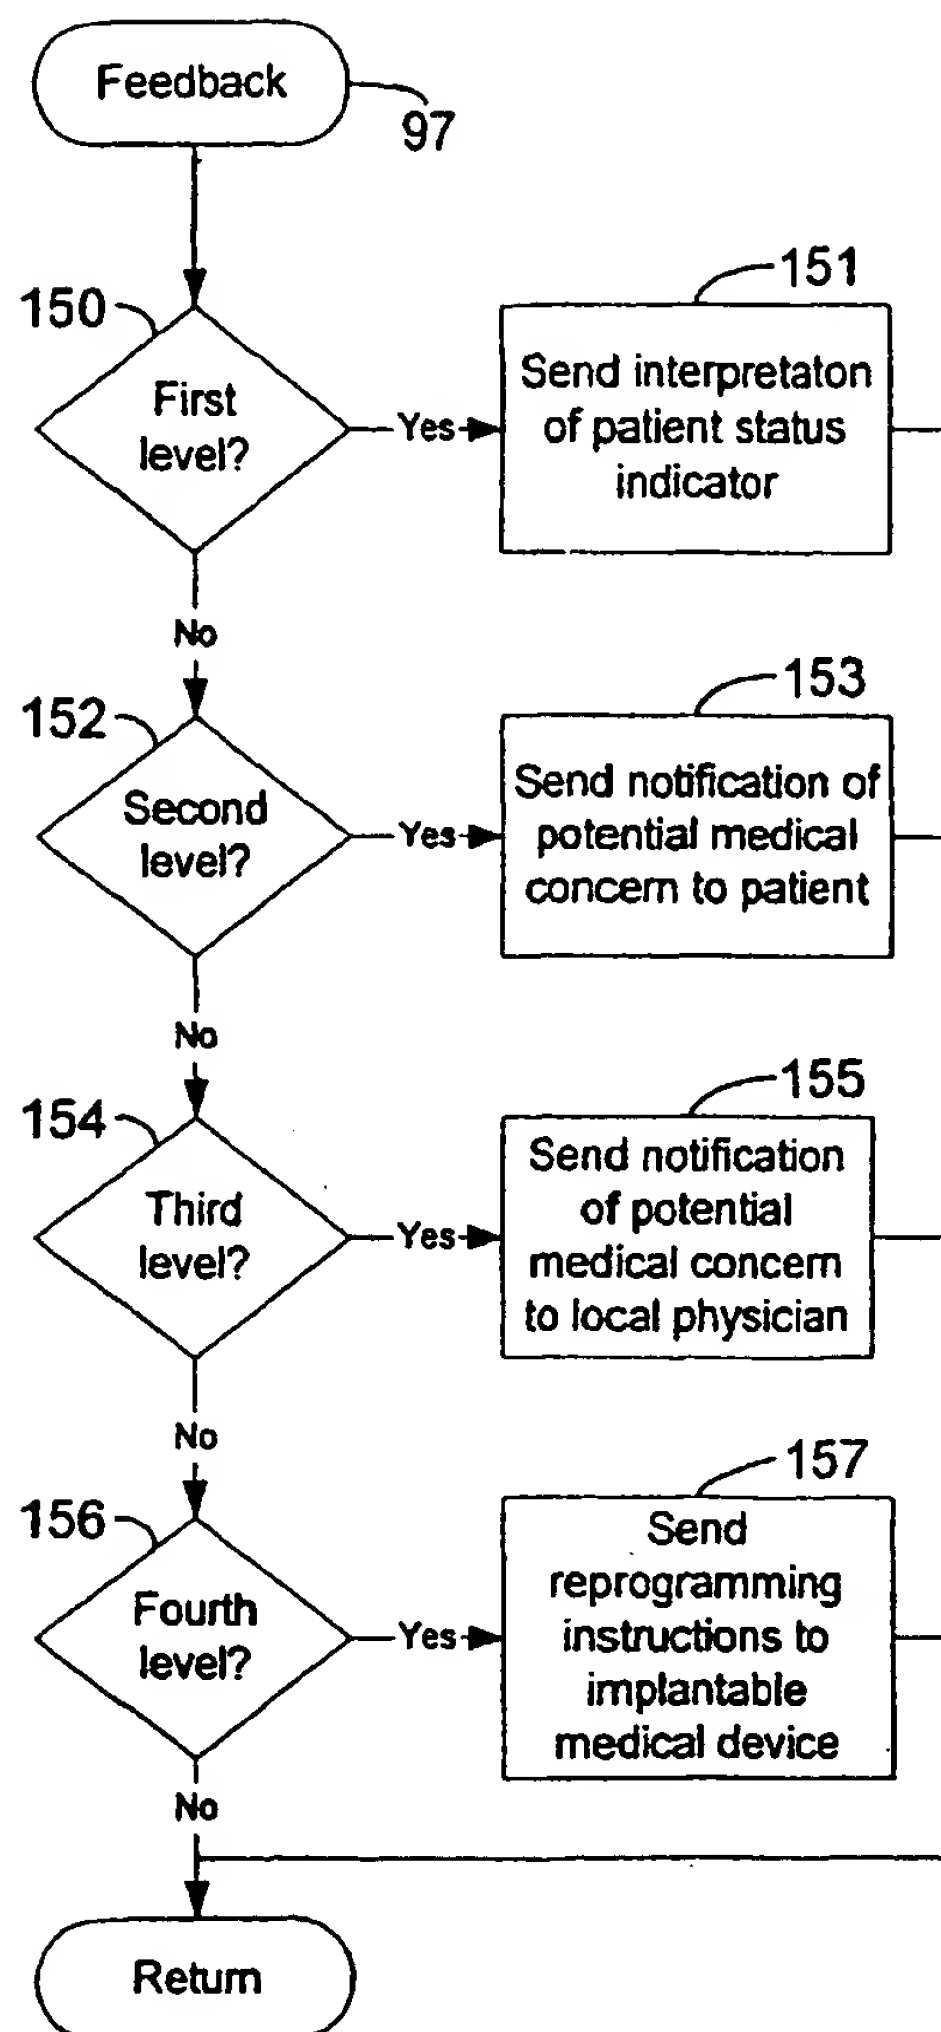 Feedback
97
150
First
level?
Yes
151
Send interpretaton
of patient status
indicator
No
152
Second
level?
Yes
153
Send notification of
potential medical
concern to patient
No
154
Third
level?
Yes
155
Send notification
of potential
medical concern
to local physician
No
156
Fourth
level?
Yes
157
Send
reprogramming
instructions to
implantable
medical device
No
Return